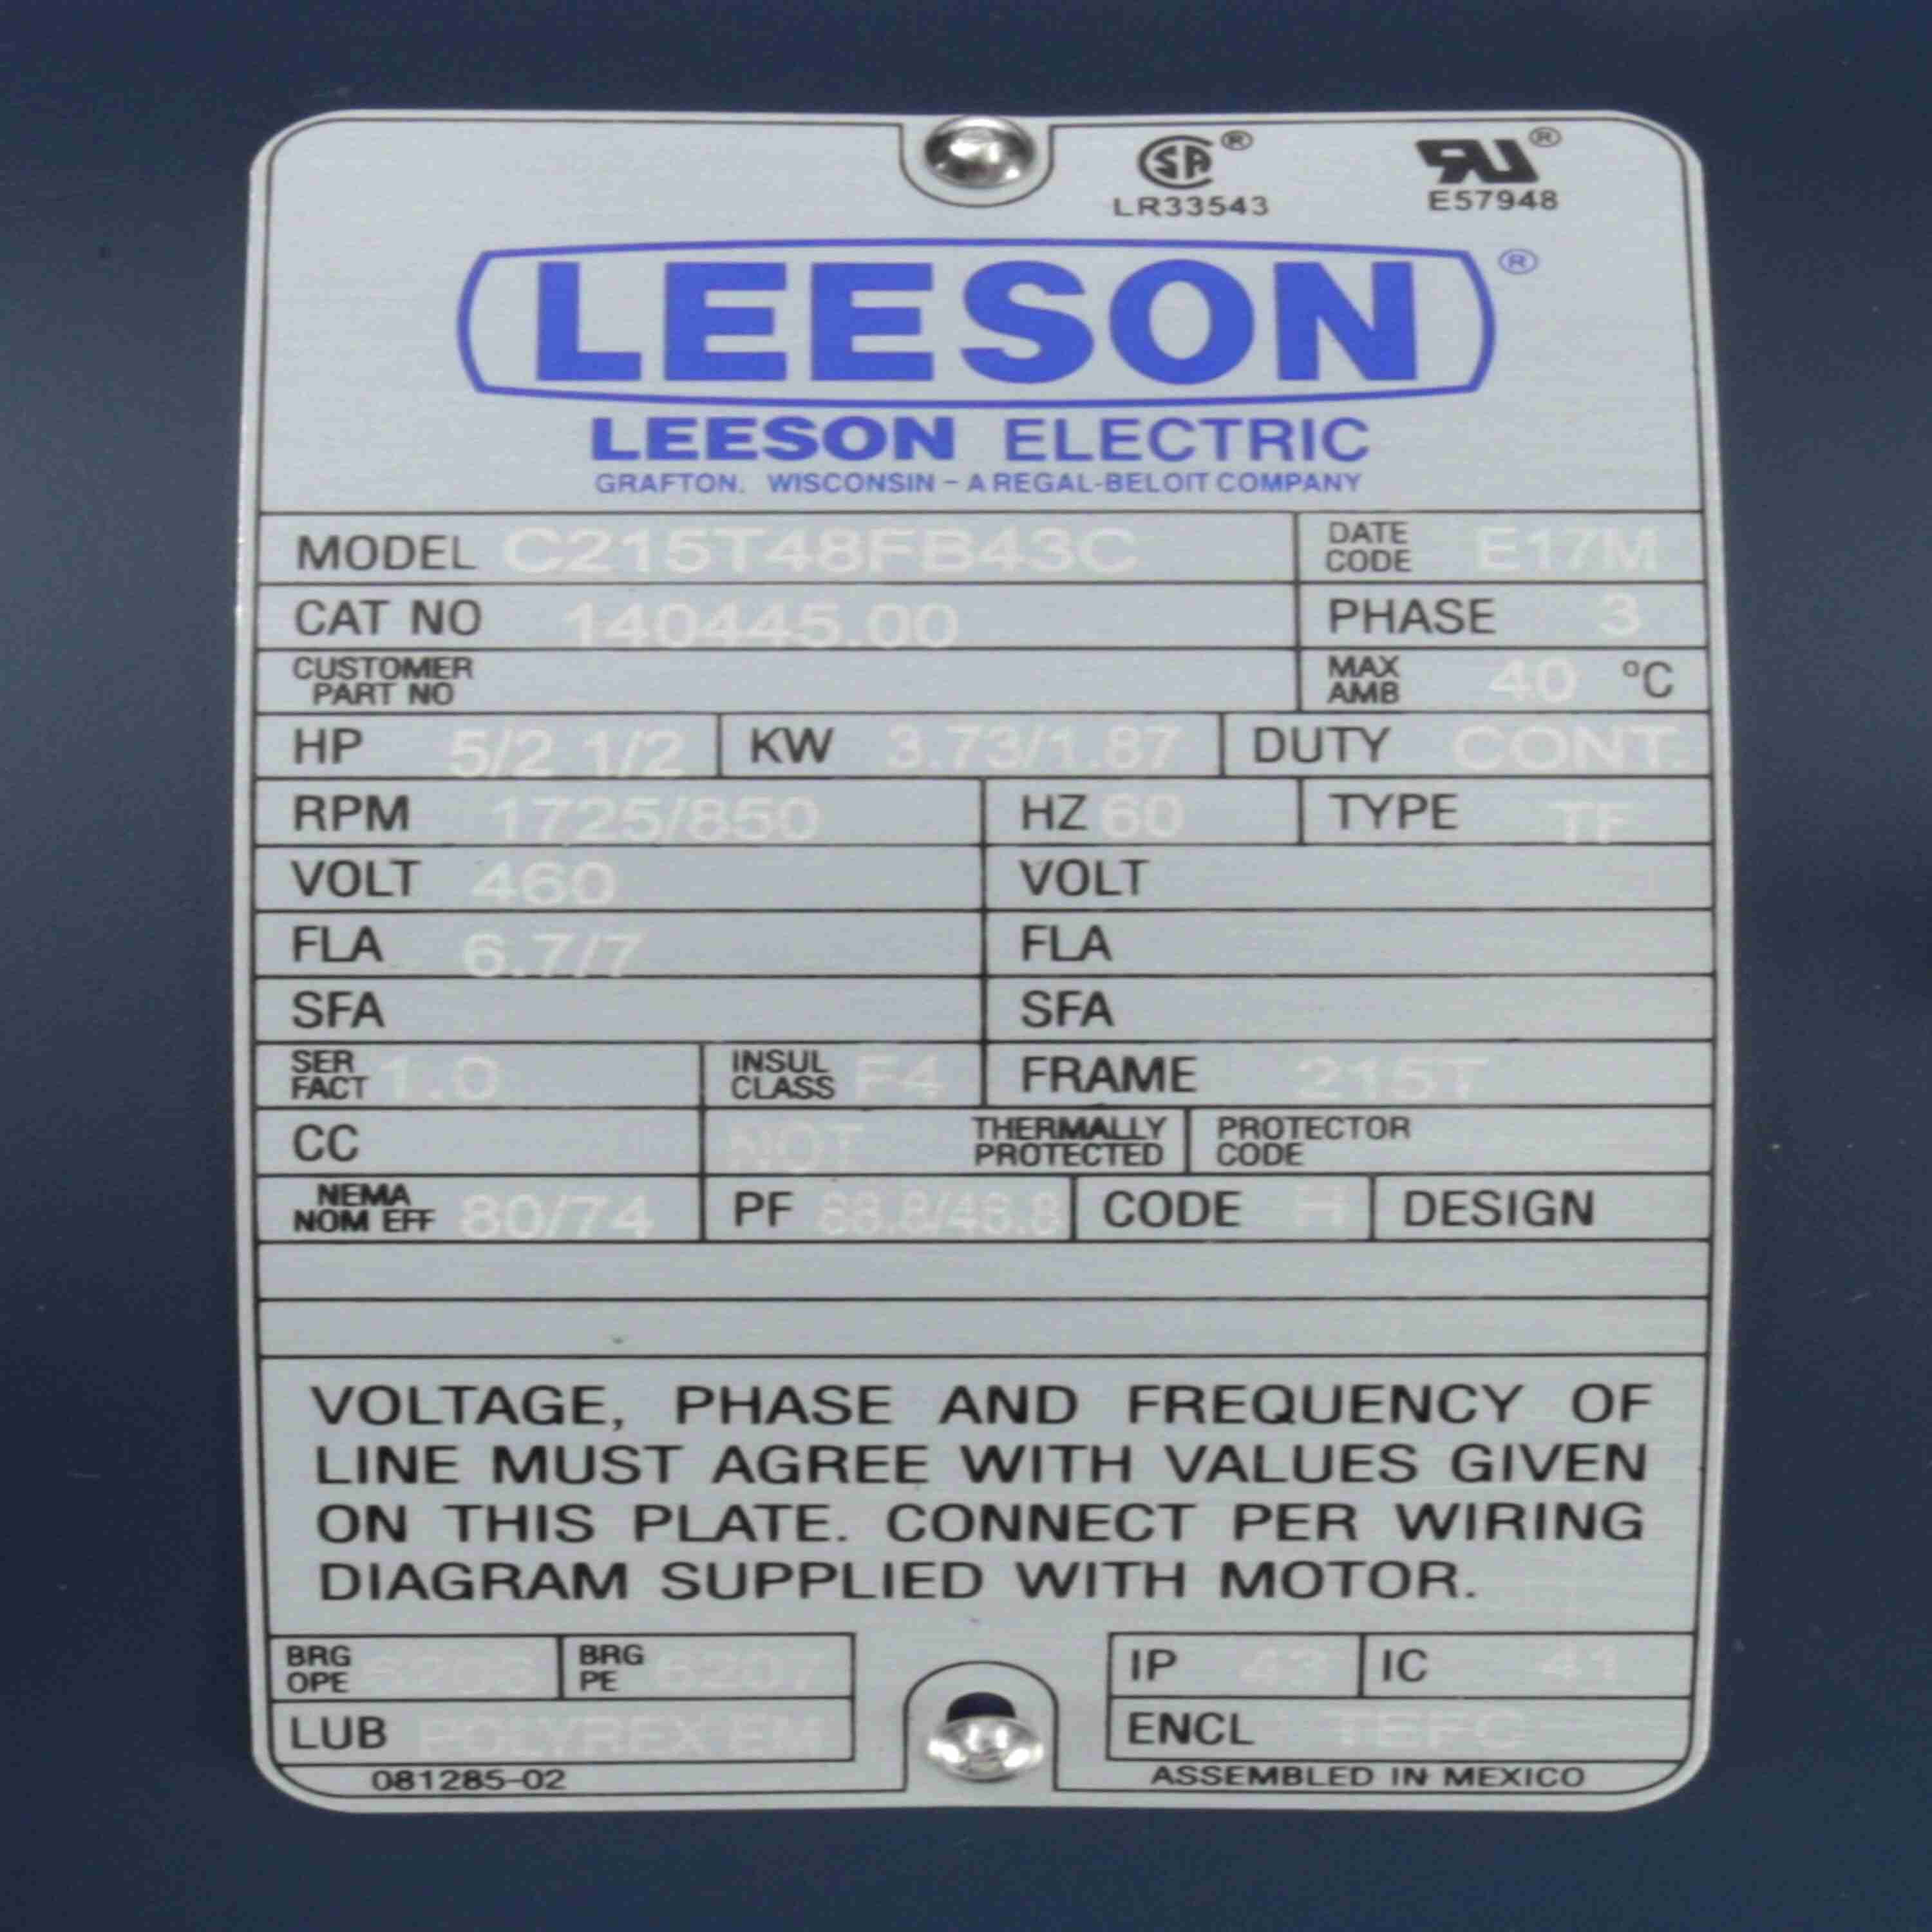 SA ®
LR33543
RU ®
E57948
LEESON ®
LEESON ELECTRIC
GRAFTON, WISCONSIN - A REGAL-BELOIT COMPANY
MODEL C215T48FB43C DATE CODE E17M
CAT NO 140445.00 PHASE 3
CUSTOMER PART NO MAX AMB 40 °C
HP 5/2 1/2 KW 3.73/1.87 DUTY CONT.
RPM 1725/850 HZ 60 TYPE TF
VOLT 460 VOLT
FLA 6.7/7 FLA
SFA SFA
SER FACT 1.0 INSUL CLASS F4 FRAME 215T
CC NOT THERMALLY PROTECTED PROTECTOR CODE
NEMA NOM EFF 80/74 PF CODE H DESIGN
VOLTAGE, PHASE AND FREQUENCY OF
LINE MUST AGREE WITH VALUES GIVEN
ON THIS PLATE. CONNECT PER WIRING
DIAGRAM SUPPLIED WITH MOTOR.
BRG OPE BRG PE 6207 IP 43 IC 41
LUB POLYREX EM ENCL TEFC
081285-02 ASSEMBLED IN MEXICO